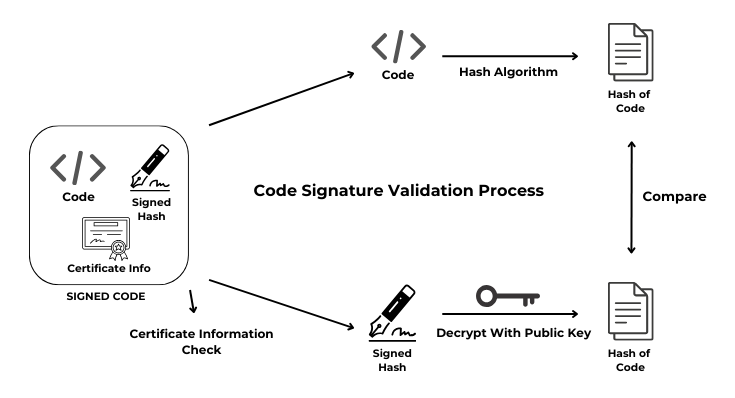 Code
Hash Algorithm
Hash of
Code
Code
Signed
Hash
Certificate Info
SIGNED CODE
Code Signature Validation Process
Compare
Certificate Information
Check
Signed
Hash
Decrypt With Public Key
Hash of
Code